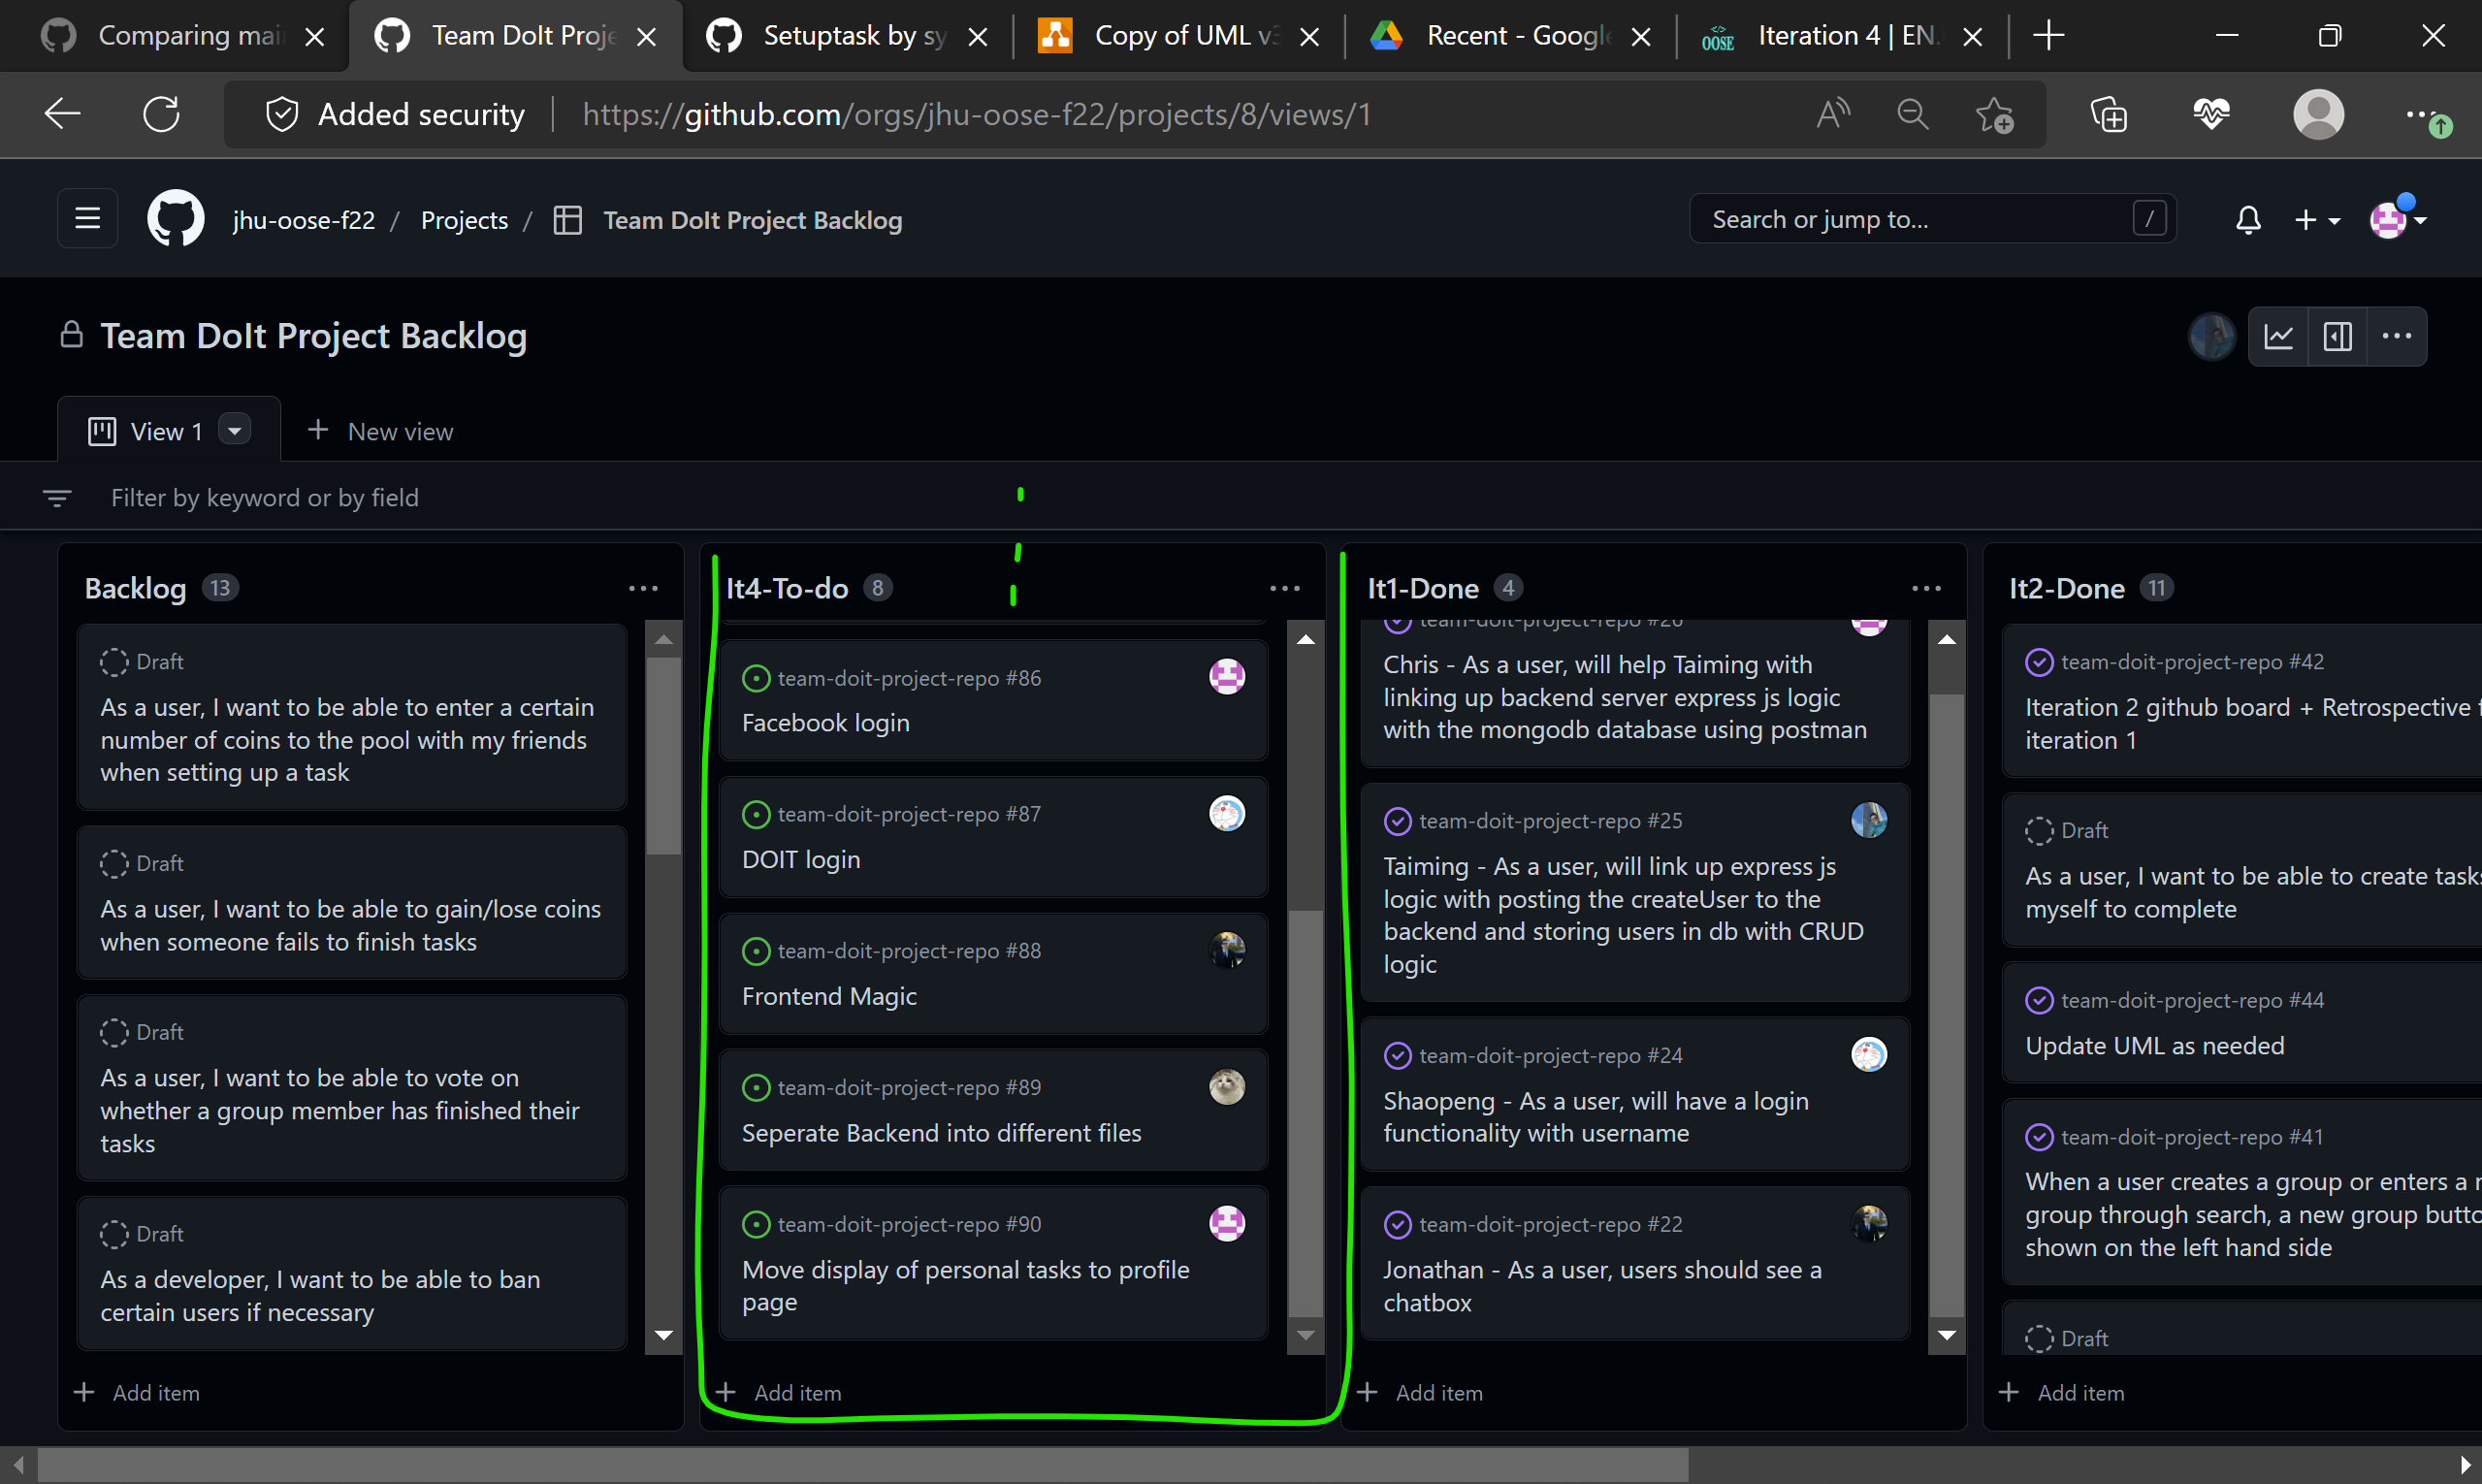 Comparing mai
Team DoIt Proje
Setuptask by sy
Copy of UML v3
Recent - Google
OOSE
Iteration 4 | EN.
Added security
https://github.com/orgs/jhu-oose-f22/projects/8/views/1
jhu-oose-f22 / Projects / Team DoIt Project Backlog
Search or jump to...
/
Team DoIt Project Backlog
View 1
New view
Filter by keyword or by field
Backlog 13
Draft
As a user, I want to be able to enter a certain
number of coins to the pool with my friends
when setting up a task
Draft
As a user, I want to be able to gain/lose coins
when someone fails to finish tasks
Draft
As a user, I want to be able to vote on
whether a group member has finished their
tasks
Draft
As a developer, I want to be able to ban
certain users if necessary
Add item
It4-To-do 8
team-doit-project-repo #86
Facebook login
team-doit-project-repo #87
DOIT login
team-doit-project-repo #88
Frontend Magic
team-doit-project-repo #89
Seperate Backend into different files
team-doit-project-repo #90
Move display of personal tasks to profile
page
Add item
It1-Done 4
team-doit-project-repo #26
Chris - As a user, will help Taiming with
linking up backend server express js logic
with the mongodb database using postman
team-doit-project-repo #25
Taiming - As a user, will link up express js
logic with posting the createUser to the
backend and storing users in db with CRUD
logic
team-doit-project-repo #24
Shaopeng - As a user, will have a login
functionality with username
team-doit-project-repo #22
Jonathan - As a user, users should see a
chatbox
Add item
It2-Done 11
team-doit-project-repo #42
Iteration 2 github board + Retrospective f
iteration 1
Draft
As a user, I want to be able to create tasks
myself to complete
team-doit-project-repo #44
Update UML as needed
team-doit-project-repo #41
When a user creates a group or enters a
group through search, a new group butto
shown on the left hand side
Draft
Add item